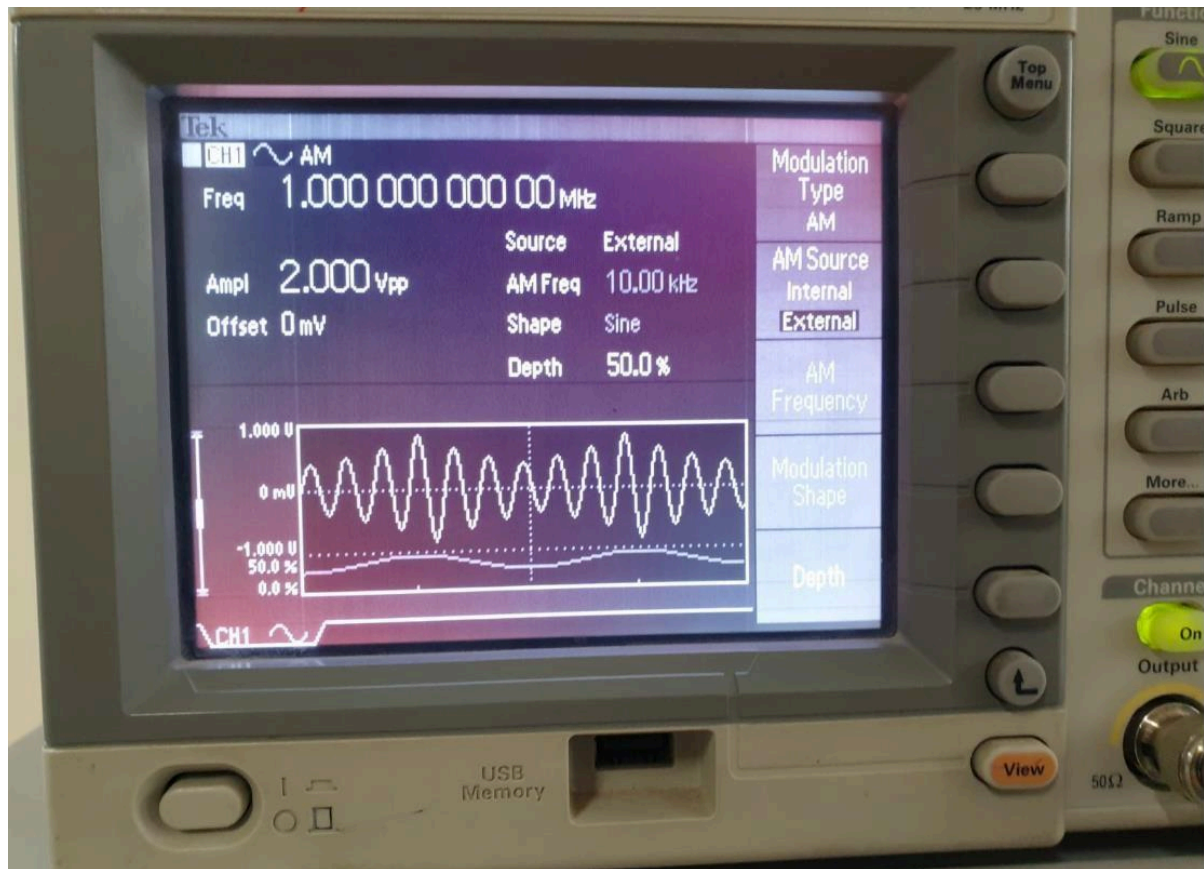 Tek
CH1 AM
Freq 1.000 000 000 00 MHz
Source External
Ampl 2.000 Vpp
AM Freq 10.00 kHz
Offset 0 mV
Shape Sine
Depth 50.0 %
1.000 V
0 mV
-1.000 V
50.0 %
0.0 %
CH1
Modulation
Type
AM
AM Source
Internal
External
AM
Frequency
Modulation
Shape
Depth
Top
Menu
View
USB
Memory
Sine
Square
Ramp
Pulse
Arb
More...
On
Output
50Ω